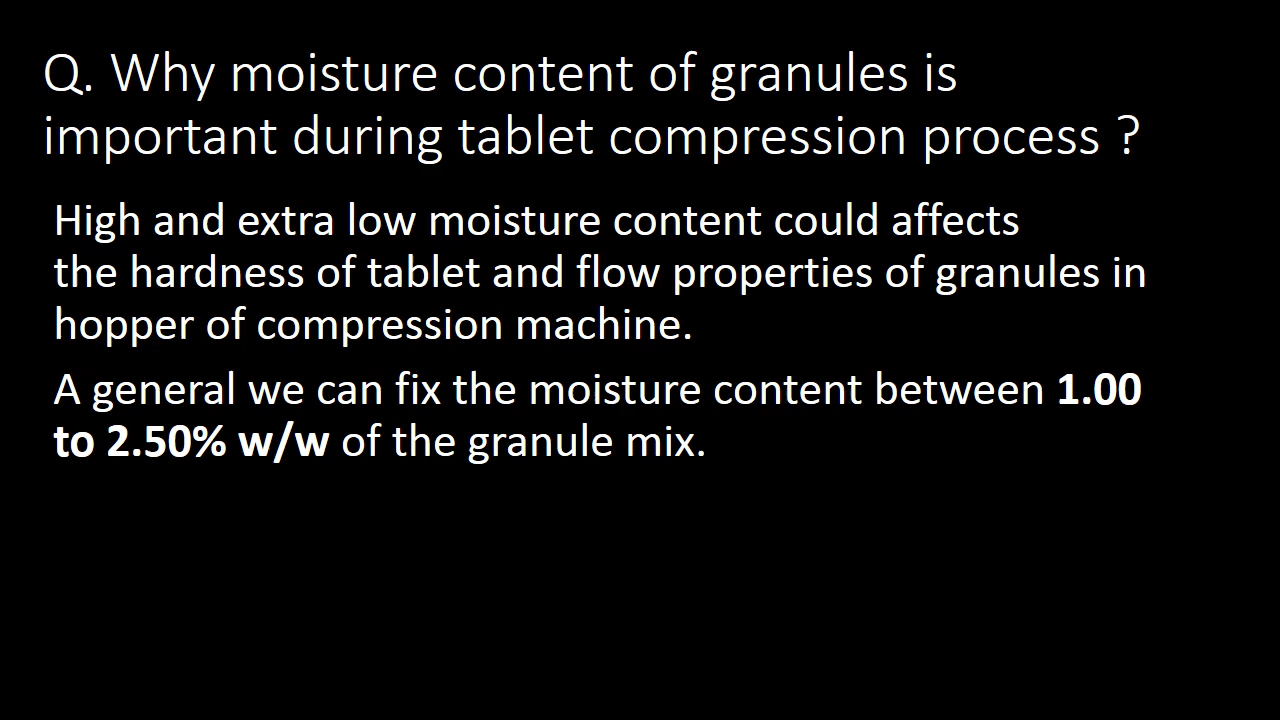 Q. Why moisture content of granules is
important during tablet compression process ?
High and extra low moisture content could affects
the hardness of tablet and flow properties of granules in
hopper of compression machine.
A general we can fix the moisture content between 1.00
to 2.50% w/w of the granule mix.